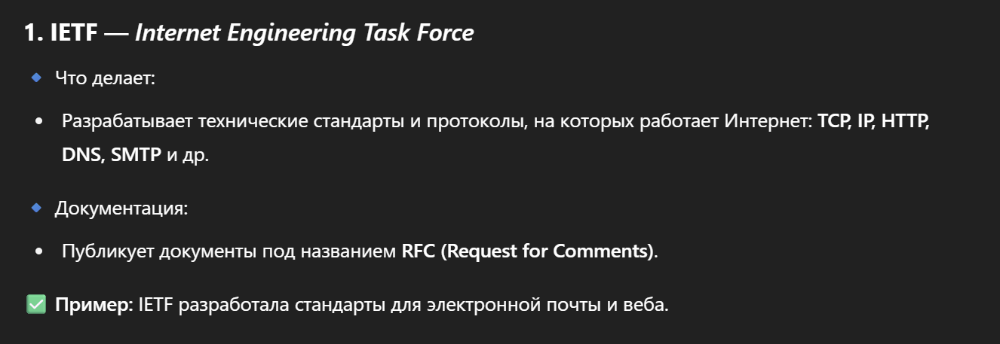 1. IETF — Internet Engineering Task Force
🔹 Что делает:
• Разрабатывает технические стандарты и протоколы, на которых работает Интернет: TCP, IP, HTTP,
DNS, SMTP и др.
🔹 Документация:
• Публикует документы под названием RFC (Request for Comments).
✅ Пример: IETF разработала стандарты для электронной почты и веба.